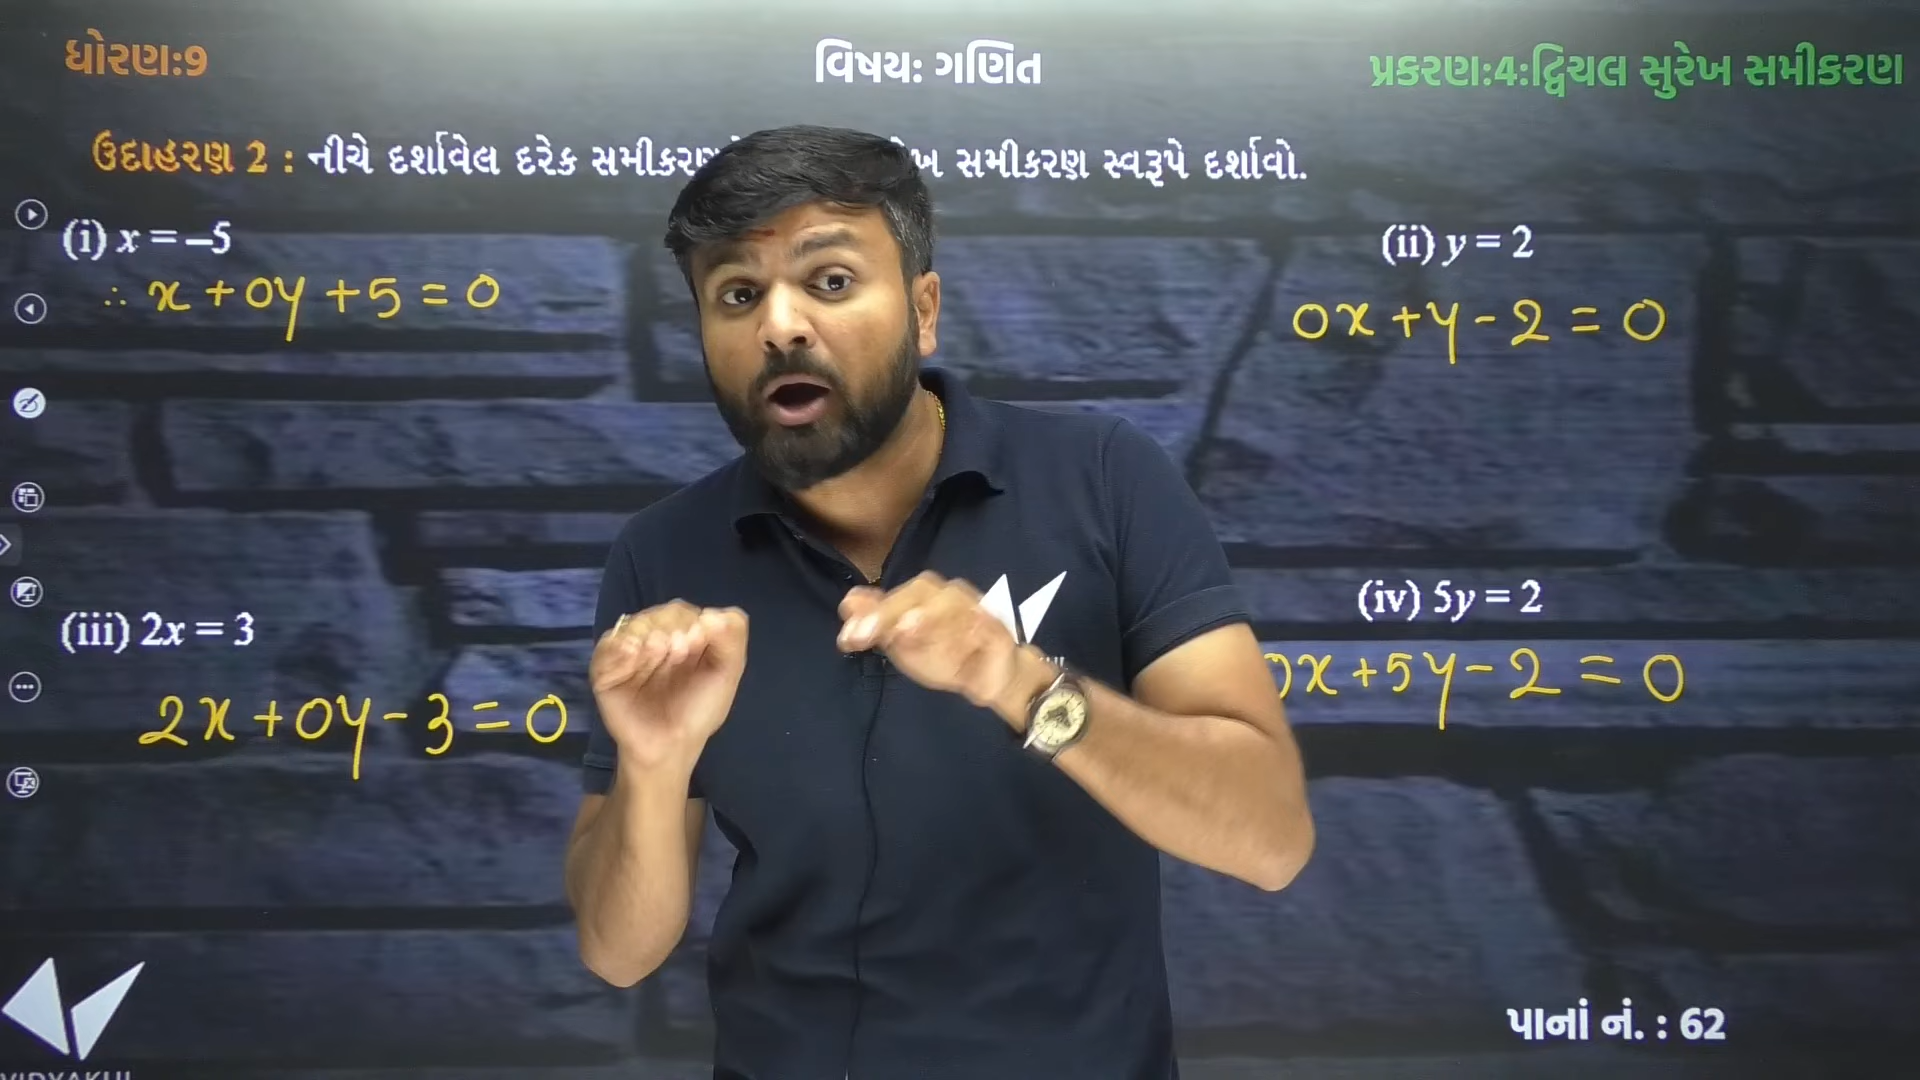 ધોરણ:9
વિષય: ગણિત
પ્રકરણ:4:દ્વિચલ સુરેખ સમીકરણ
ઉદાહરણ 2 : નીચે દર્શાવેલ દરેક સમીકરણ સમીકરણ સ્વરૂપે દર્શાવો.
(i) x = –5
∴ x + 0y + 5 = 0
(ii) y = 2
0x + y - 2 = 0
(iii) 2x = 3
2x + 0y - 3 = 0
(iv) 5y = 2
0x + 5y - 2 = 0
પાનાં નં. : 62